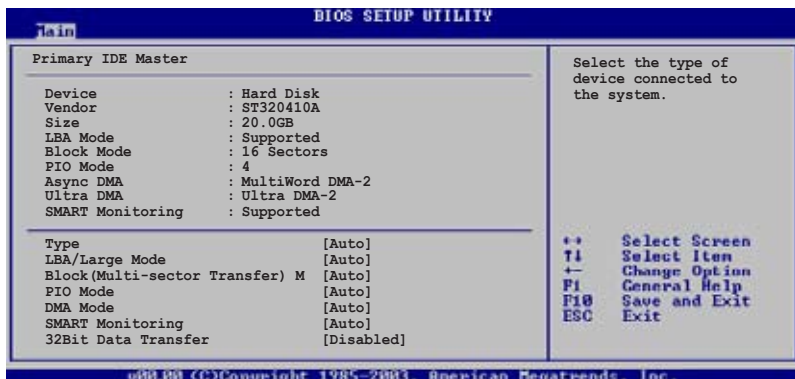 BIOS SETUP UTILITY
Main
Primary IDE Master
Device : Hard Disk
Vendor : ST320410A
Size : 20.0GB
LBA Mode : Supported
Block Mode : 16 Sectors
PIO Mode : 4
Async DMA : MultiWord DMA-2
Ultra DMA : Ultra DMA-2
SMART Monitoring : Supported
Type [Auto]
LBA/Large Mode [Auto]
Block(Multi-sector Transfer) M [Auto]
PIO Mode [Auto]
DMA Mode [Auto]
SMART Monitoring [Auto]
32Bit Data Transfer [Disabled]
Select the type of
device connected to
the system.
←→ Select Screen
↑↓ Select Item
+- Change Option
F1 General Help
F10 Save and Exit
ESC Exit
(C)Copyright 1985-2003, American Megatrends, Inc.